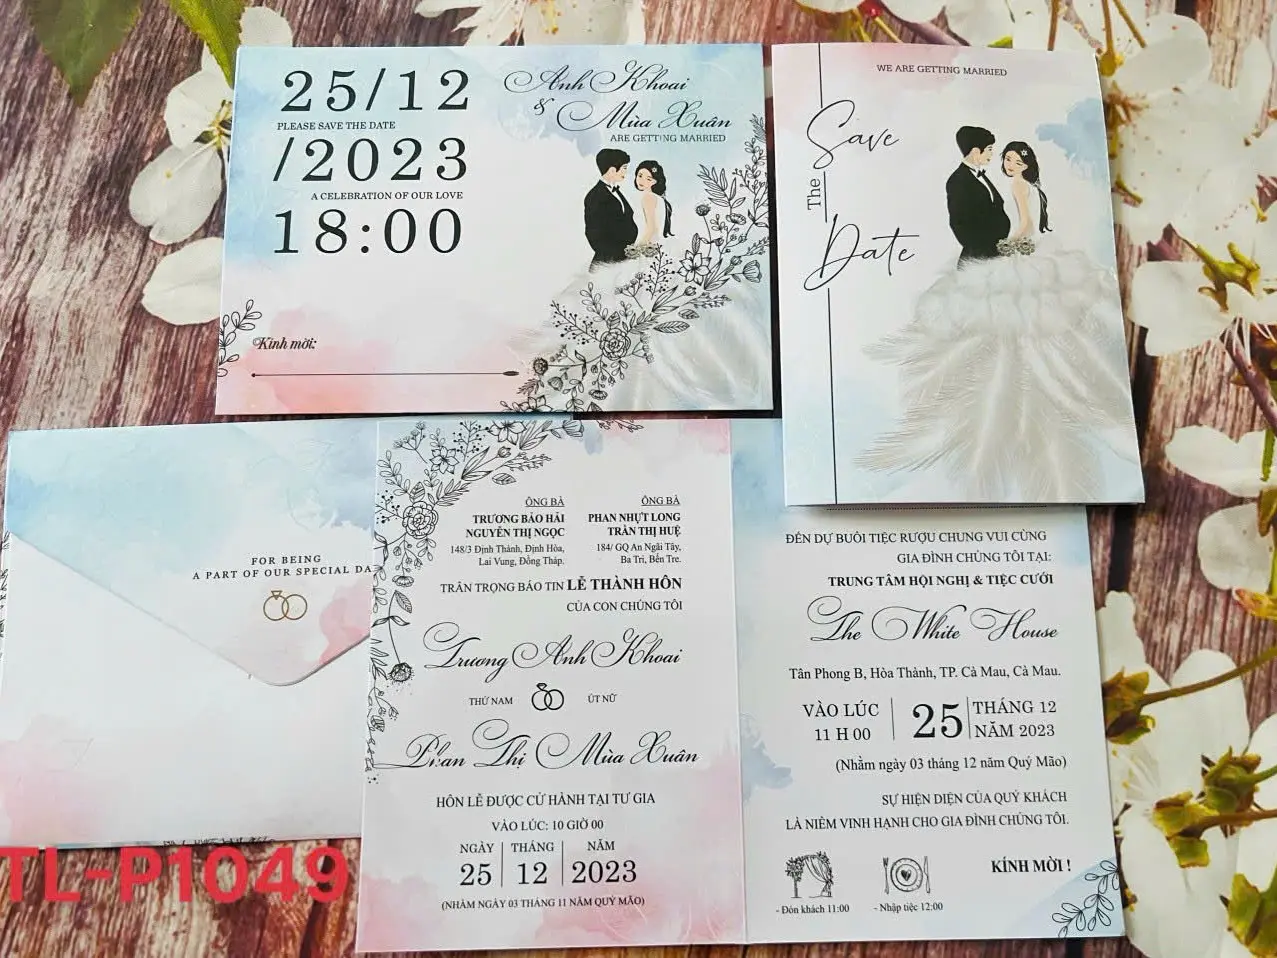 25/12
PLEASE SAVE THE DATE
/2023
A CELEBRATION OF OUR LOVE
18:00
Anh Khoai
& Mùa Xuân
ARE GETTING MARRIED
Kính mời:
WE ARE GETTING MARRIED
The
Save
Date
FOR BEING
A PART OF OUR SPECIAL DA
ÔNG BÀ
TRƯƠNG BẢO HẢI
NGUYỄN THỊ NGỌC
148/3 Định Thành, Định Hòa,
Lai Vung, Đồng Tháp.
ÔNG BÀ
PHAN NHỰT LONG
TRẦN THỊ HUỆ
184/ GQ An Ngãi Tây,
Ba Tri, Bến Tre.
TRÂN TRỌNG BÁO TIN LỄ THÀNH HÔN
CỦA CON CHÚNG TÔI
Trương Anh Khoai
THỨ NAM
ÚT NỮ
Phan Thị Mùa Xuân
HÔN LỄ ĐƯỢC CỬ HÀNH TẠI TƯ GIA
VÀO LÚC: 10 GIỜ 00
NGÀY THÁNG NĂM
25 12 2023
(NHẰM NGÀY 03 THÁNG 11 NĂM QUÝ MÃO)
ĐẾN DỰ BUỔI TIỆC RƯỢU CHUNG VUI CÙNG
GIA ĐÌNH CHÚNG TÔI TẠI:
TRUNG TÂM HỘI NGHỊ & TIỆC CƯỚI
The White House
Tân Phong B, Hòa Thành, TP. Cà Mau, Cà Mau.
VÀO LÚC
11 H 00
25
THÁNG 12
NĂM 2023
(Nhằm ngày 03 tháng 12 năm Quý Mão)
SỰ HIỆN DIỆN CỦA QUÝ KHÁCH
LÀ NIỀM VINH HẠNH CHO GIA ĐÌNH CHÚNG TÔI.
KÍNH MỜI !
- Đón khách 11:00
- Nhập tiệc 12:00
TL-P1049